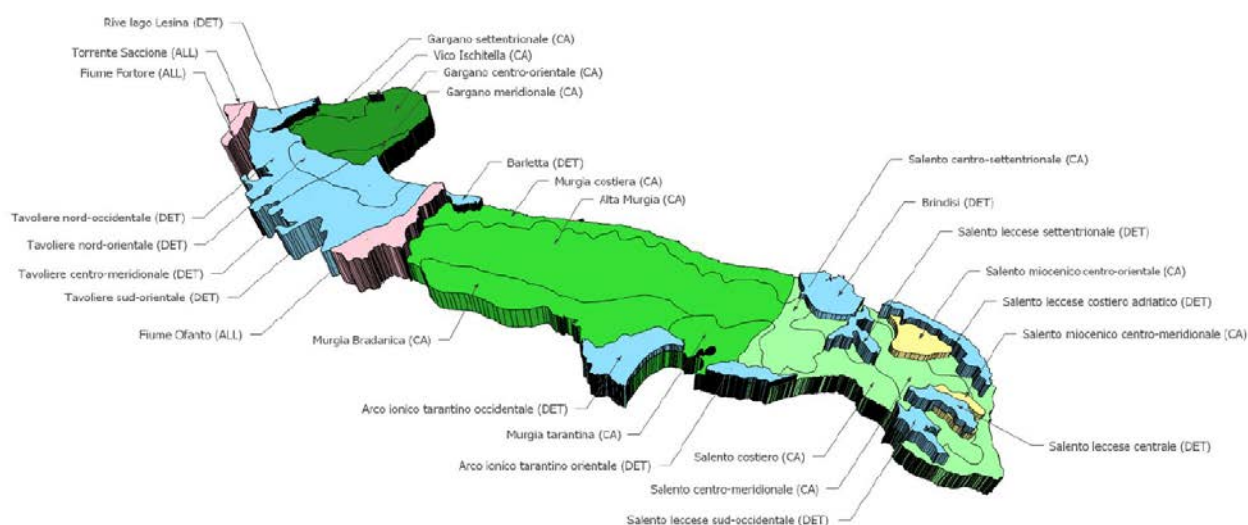 Rive lago Lesina (DET)
Torrente Saccione (ALL)
Fiume Fortore (ALL)
Gargano settentrionale (CA)
Vico Ischitella (CA)
Gargano centro-orientale (CA)
Gargano meridionale (CA)
Barletta (DET)
Murgia costiera (CA)
Alta Murgia (CA)
Salento centro-settentrionale (CA)
Brindisi (DET)
Salento leccese settentrionale (DET)
Salento miocenico centro-orientale (CA)
Salento leccese costiero adriatico (DET)
Salento miocenico centro-meridionale (CA)
Tavoliere nord-occidentale (DET)
Tavoliere nord-orientale (DET)
Tavoliere centro-meridionale (DET)
Tavoliere sud-orientale (DET)
Fiume Ofanto (ALL)
Murgia Bradanica (CA)
Arco ionico tarantino occidentale (DET)
Murgia tarantina (CA)
Arco ionico tarantino orientale (DET)
Salento costiero (CA)
Salento leccese centrale (DET)
Salento centro-meridionale (CA)
Salento leccese sud-occidentale (DET)